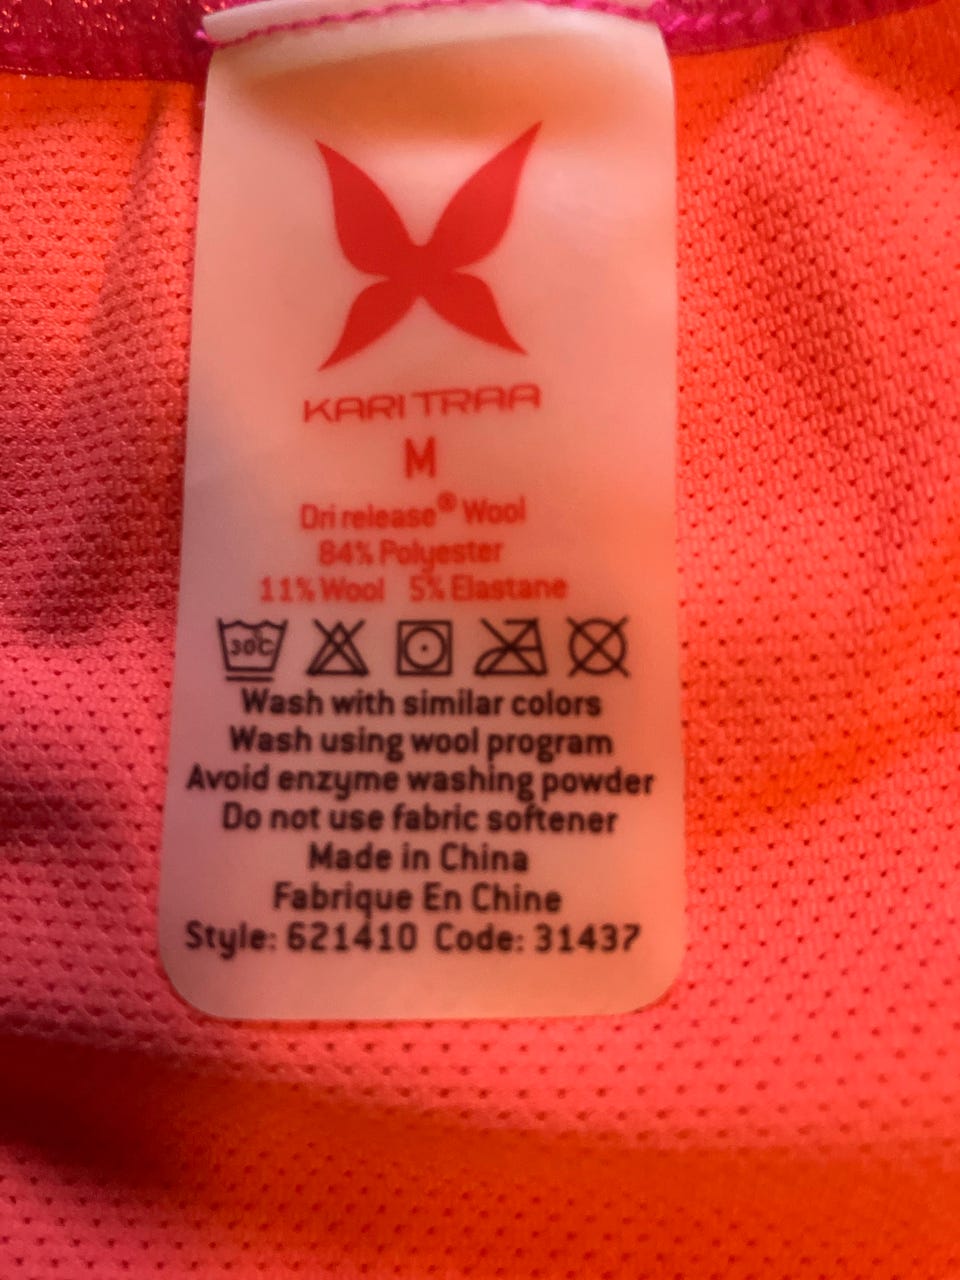 KARI TRAA
M
Dri release® Wool
84% Polyester
11% Wool 5% Elastane
30C
Wash with similar colors
Wash using wool program
Avoid enzyme washing powder
Do not use fabric softener
Made in China
Fabrique En Chine
Style: 621410 Code: 31437